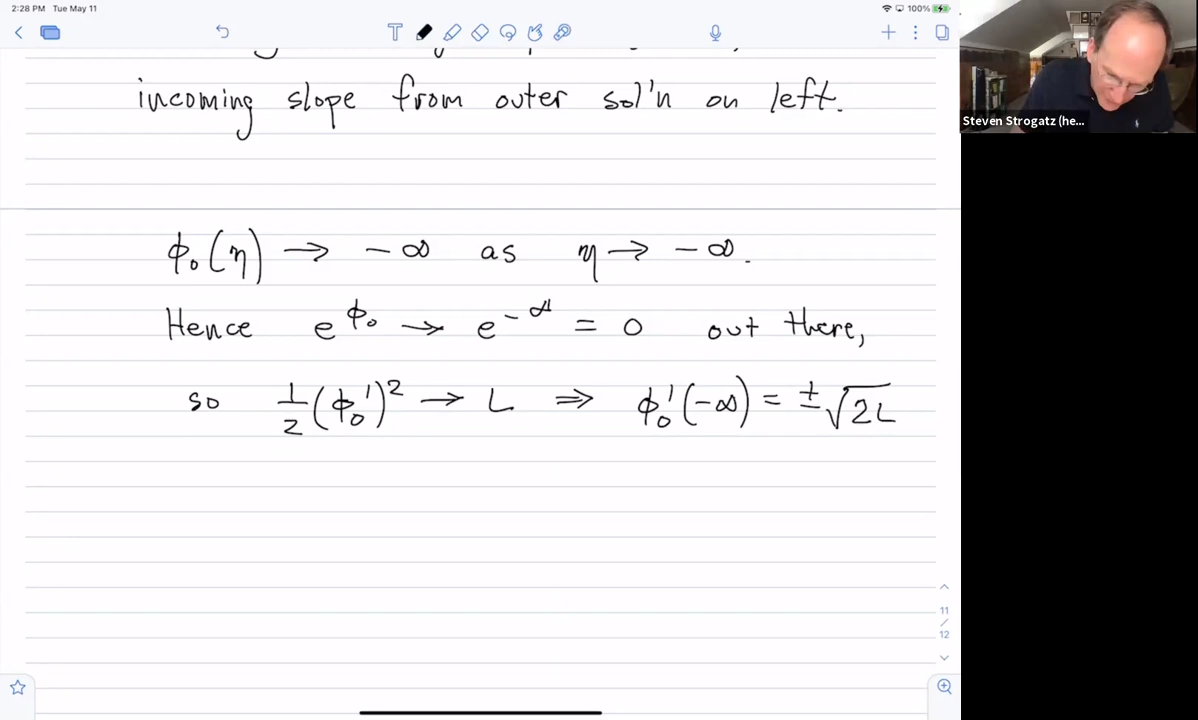 2:28 PM Tue May 11
100%
Steven Strogatz (he...
incoming slope from outer sol'n on left.
ϕ₀(η) → −∞ as η → −∞.
Hence e^ϕ₀ → e^−∞ = 0 out there,
so 1/2(ϕ₀')² → L ⇒ ϕ₀'(−∞) = ±√2L
11
/
12